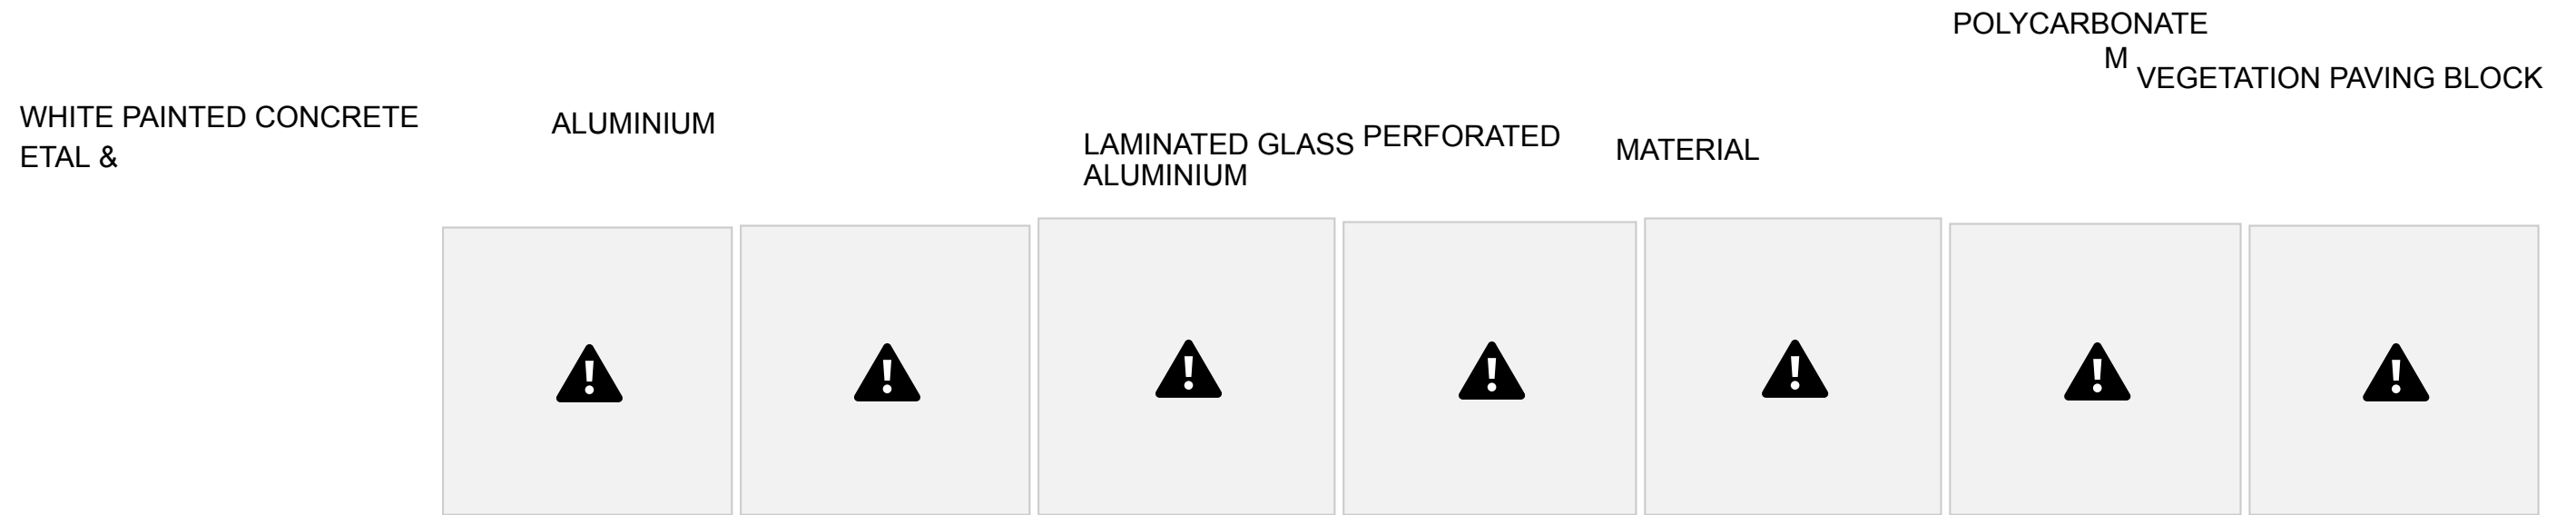 POLYCARBONATE
M
VEGETATION PAVING BLOCK
WHITE PAINTED CONCRETE
ETAL &
ALUMINIUM
LAMINATED GLASS
ALUMINIUM
PERFORATED
MATERIAL